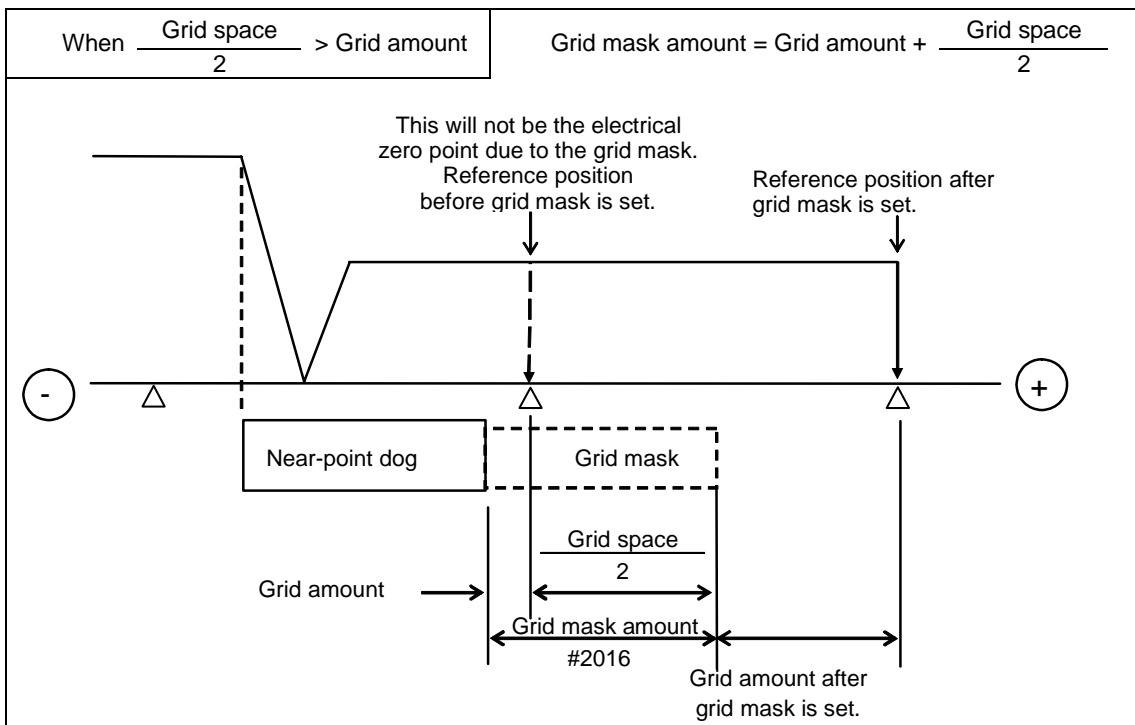 When Grid space / 2 > Grid amount
Grid mask amount = Grid amount + Grid space / 2
This will not be the electrical
zero point due to the grid mask.
Reference position
before grid mask is set.
Reference position after
grid mask is set.
-
+
Near-point dog
Grid mask
Grid space
2
Grid amount
Grid mask amount
#2016
Grid amount after
grid mask is set.